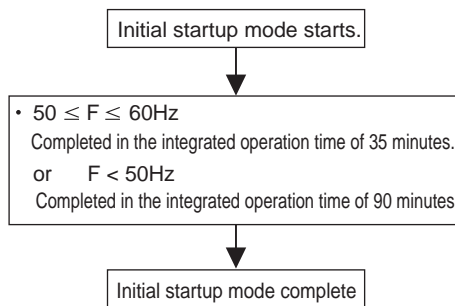 Initial startup mode starts.
• 50 ≤ F ≤ 60Hz
Completed in the integrated operation time of 35 minutes.
or F < 50Hz
Completed in the integrated operation time of 90 minutes
Initial startup mode complete